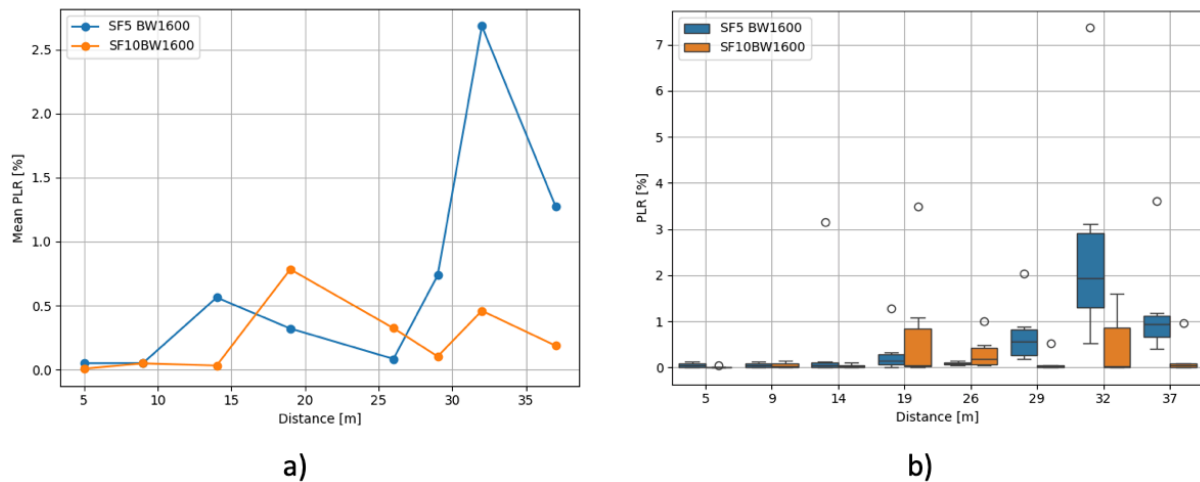 SF5 BW1600
SF10BW1600
Mean PLR [%]
2.5
2.0
1.5
1.0
0.5
0.0
5 10 15 20 25 30 35
Distance [m]
a)
SF5 BW1600
SF10BW1600
PLR [%]
7
6
5
4
3
2
1
0
5 9 14 19 26 29 32 37
Distance [m]
b)